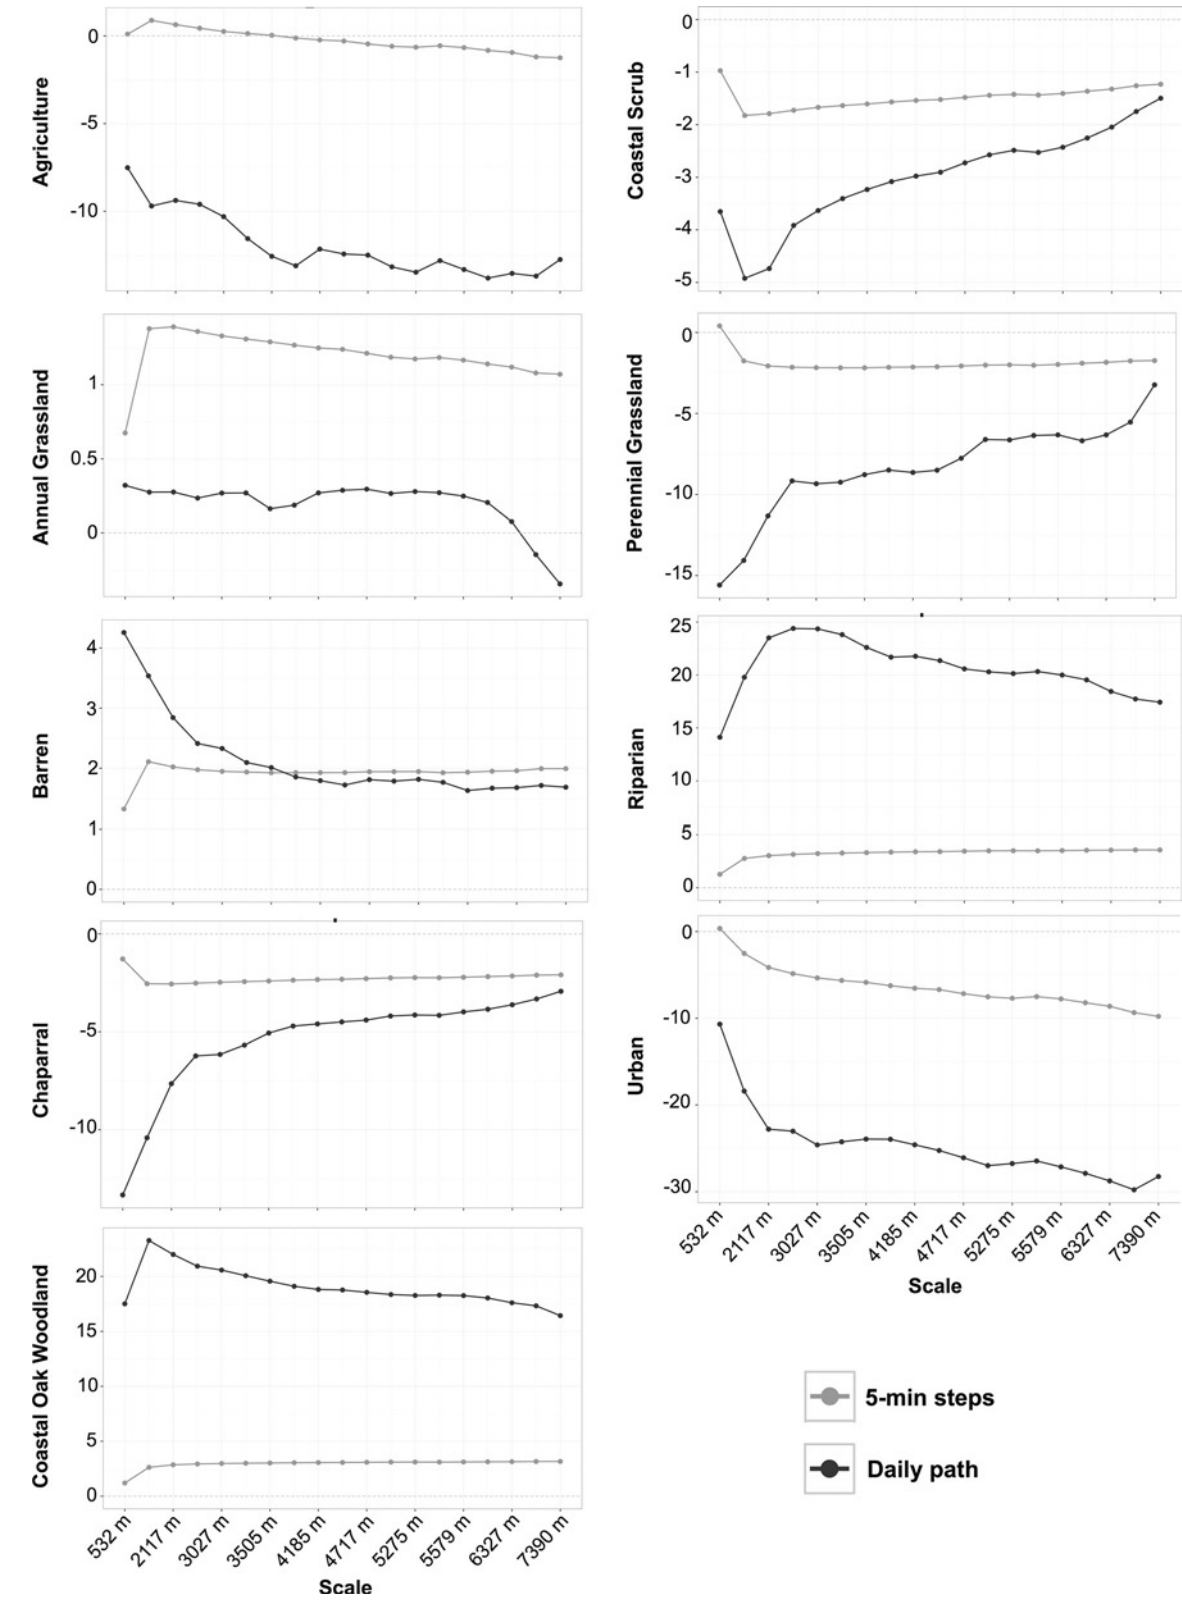 Agriculture
0
-5
-10
Annual Grassland
1
0.5
0
Barren
4
3
2
1
0
Chaparral
0
-5
-10
Coastal Oak Woodland
20
15
10
5
0
532 m
2117 m
3027 m
3505 m
4185 m
4717 m
5275 m
5579 m
6327 m
7390 m
Scale
Coastal Scrub
0
-1
-2
-3
-4
-5
Perennial Grassland
0
-5
-10
-15
Riparian
25
20
15
10
5
0
Urban
0
-10
-20
-30
532 m
2117 m
3027 m
3505 m
4185 m
4717 m
5275 m
5579 m
6327 m
7390 m
Scale
5-min steps
Daily path